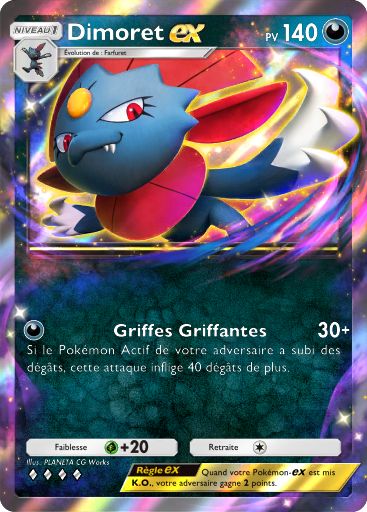 NIVEAU 1
Dimoret ex
PV 140
Évolution de : Farfuret
Griffes Griffantes 30+
Si le Pokémon Actif de votre adversaire a subi des
dégâts, cette attaque inflige 40 dégâts de plus.
Faiblesse +20 Retraite
Illus. PLANETA CG Works
Règle ex Quand votre Pokémon-ex est mis
K.O., votre adversaire gagne 2 points.